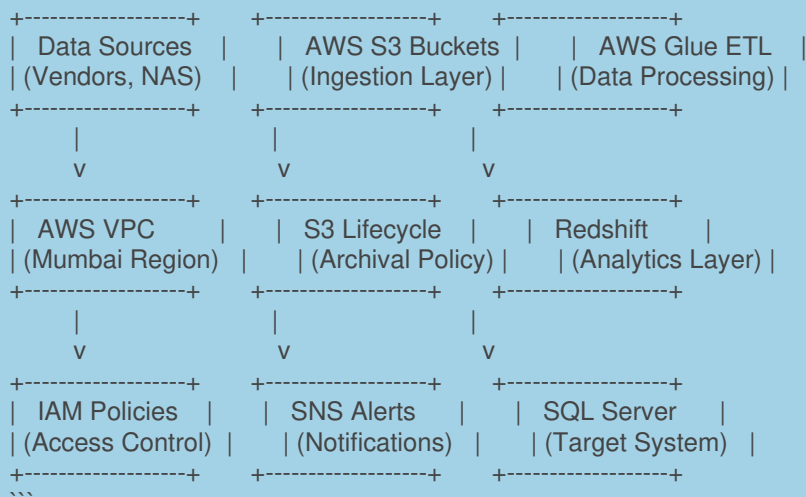 +-------------------+ +-------------------+ +-------------------+
| Data Sources | | AWS S3 Buckets | | AWS Glue ETL |
| (Vendors, NAS) | | (Ingestion Layer) | | (Data Processing) |
+-------------------+ +-------------------+ +-------------------+
| | |
v v v
+-------------------+ +-------------------+ +-------------------+
| AWS VPC | | S3 Lifecycle | | Redshift |
| (Mumbai Region) | | (Archival Policy) | | (Analytics Layer) |
+-------------------+ +-------------------+ +-------------------+
| | |
v v v
+-------------------+ +-------------------+ +-------------------+
| IAM Policies | | SNS Alerts | | SQL Server |
| (Access Control) | | (Notifications) | | (Target System) |
+-------------------+ +-------------------+ +-------------------+
```